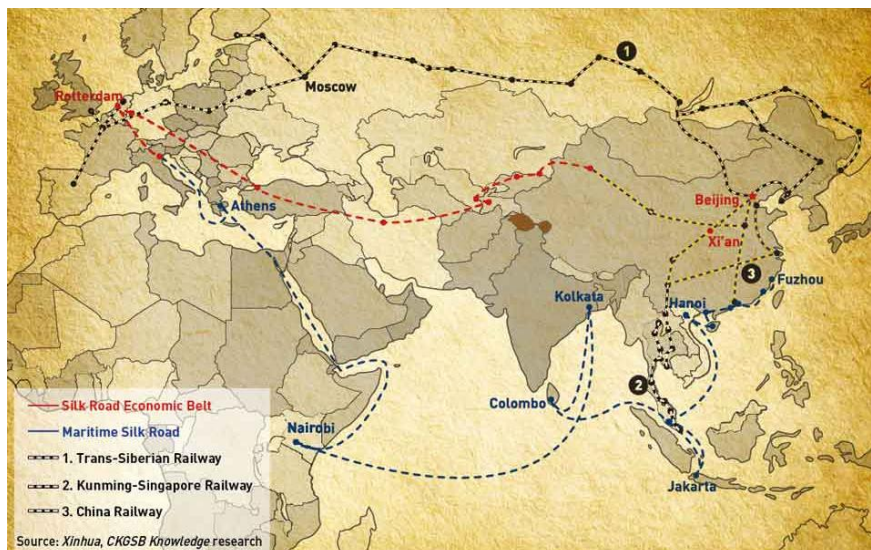 1
Moscow
Rotterdam
Beijing
Athens
Xi'an
3
Fuzhou
Kolkata
Hanoi
2
Colombo
Silk Road Economic Belt
Maritime Silk Road
Nairobi
1. Trans-Siberian Railway
2. Kunming-Singapore Railway
Jakarta
3. China Railway
Source: Xinhua, CKGSB Knowledge research